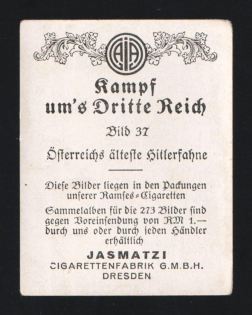 AJA
Kampf
um's Dritte Reich
Bild 37
Österreichs älteste Hitlerfahne
Diese Bilder liegen in den Packungen
unserer Ramses-Cigaretten
Sammelalben für die 273 Bilder sind
gegen Voreinsendung von RM 1.—
durch uns oder durch jeden Händler
erhältlich
JASMATZI
CIGARETTENFABRIK G.M.B.H.
DRESDEN